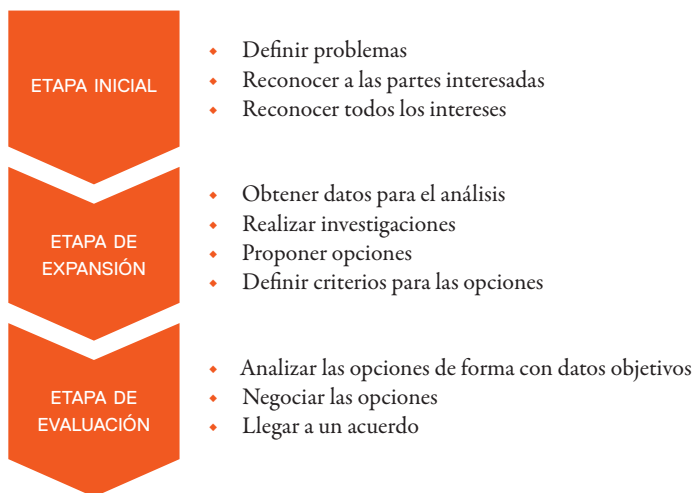 ETAPA INICIAL
Definir problemas
Reconocer a las partes interesadas
Reconocer todos los intereses
ETAPA DE
EXPANSIÓN
Obtener datos para el análisis
Realizar investigaciones
Proponer opciones
Definir criterios para las opciones
ETAPA DE
EVALUACIÓN
Analizar las opciones de forma con datos objetivos
Negociar las opciones
Llegar a un acuerdo